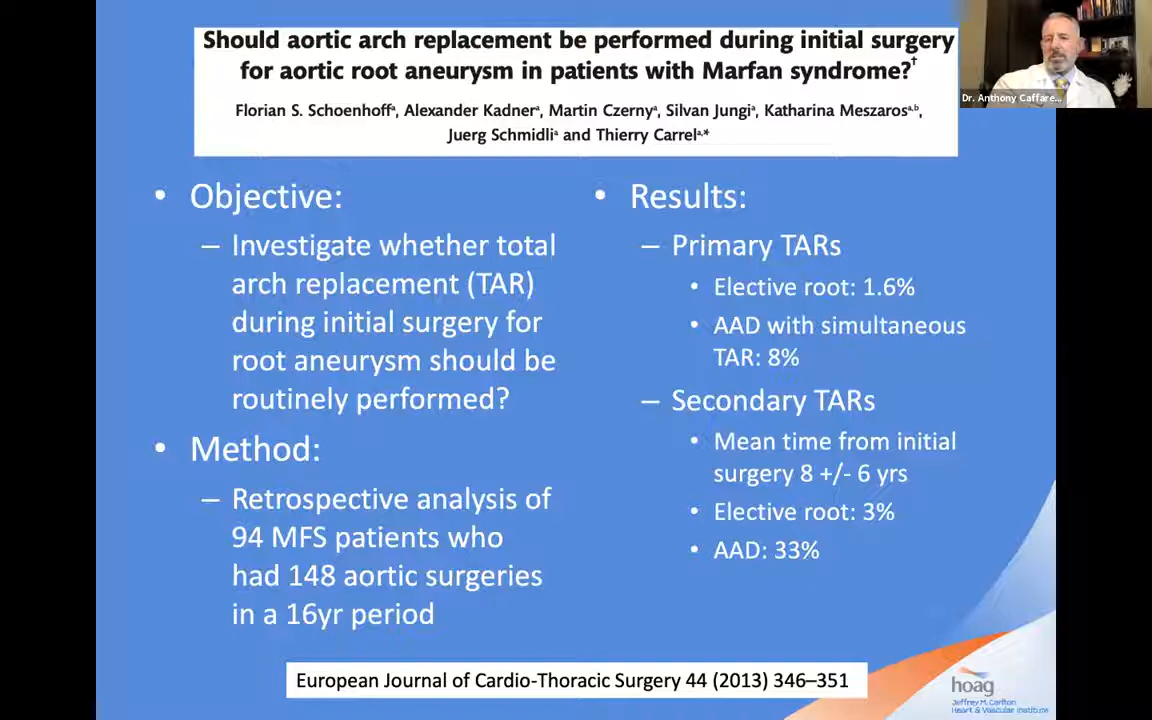 Should aortic arch replacement be performed during initial surgery
for aortic root aneurysm in patients with Marfan syndrome?†
Florian S. Schoenhoffᵃ, Alexander Kadnerᵃ, Martin Czernyᵃ, Silvan Jungiᵃ, Katharina Meszarosᵃ,ᵇ,
Juerg Schmidliᵃ and Thierry Carrelᵃ,*
Dr. Anthony Caffare...
• Objective:
– Investigate whether total
arch replacement (TAR)
during initial surgery for
root aneurysm should be
routinely performed?
• Method:
– Retrospective analysis of
94 MFS patients who
had 148 aortic surgeries
in a 16yr period
• Results:
– Primary TARs
• Elective root: 1.6%
• AAD with simultaneous
TAR: 8%
– Secondary TARs
• Mean time from initial
surgery 8 +/- 6 yrs
• Elective root: 3%
• AAD: 33%
European Journal of Cardio-Thoracic Surgery 44 (2013) 346–351
hoag
Jeffrey M. Carlton
Heart & Vascular Institute